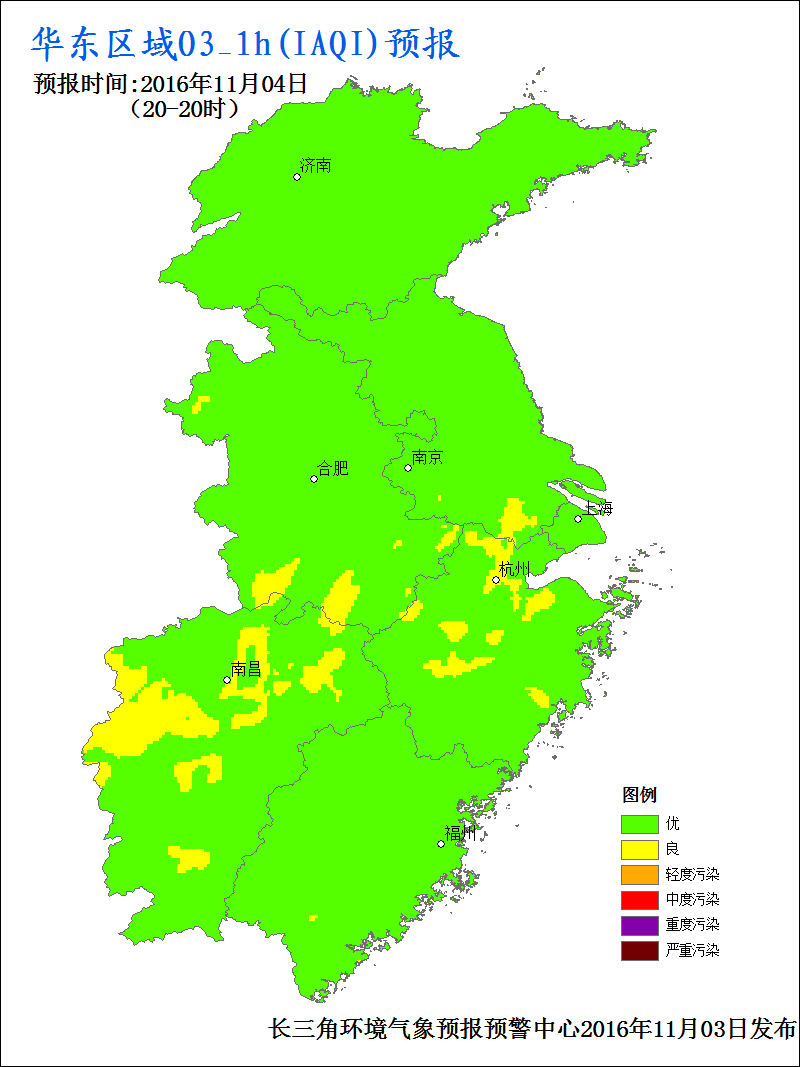 华东区域O3_1h(IAQI)预报
预报时间:2016年11月04日
（20-20时）
济南
南京
合肥
上海
杭州
南昌
福州
图例
优
良
轻度污染
中度污染
重度污染
严重污染
长三角环境气象预报预警中心2016年11月03日发布